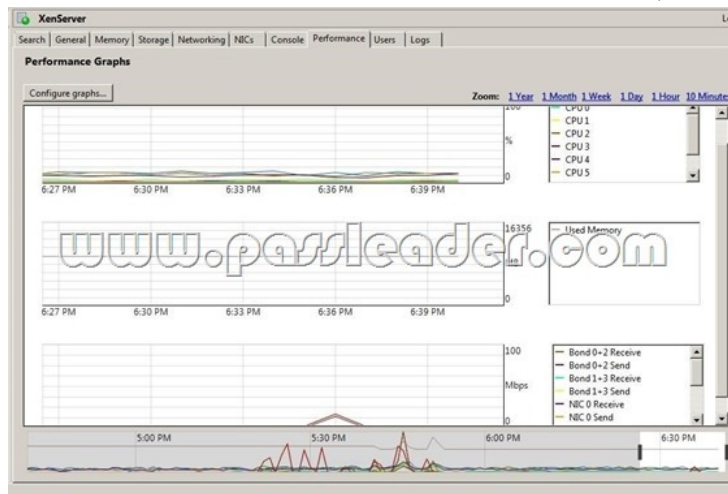 XenServer
Search General Memory Storage Networking NICs Console Performance Users Logs
Performance Graphs
Configure graphs...
Zoom: 1 Year 1 Month 1 Week 1 Day 1 Hour 10 Minutes
100
%
0
CPU 0
CPU 1
CPU 2
CPU 3
CPU 4
CPU 5
6:27 PM 6:30 PM 6:33 PM 6:36 PM 6:39 PM
16356
0
Used Memory
www.passleader.com
6:27 PM 6:30 PM 6:33 PM 6:36 PM 6:39 PM
100
Mbps
0
Bond 0+2 Receive
Bond 0+2 Send
Bond 1+3 Receive
Bond 1+3 Send
NIC 0 Receive
NIC 0 Send
5:00 PM 5:30 PM 6:00 PM 6:30 PM